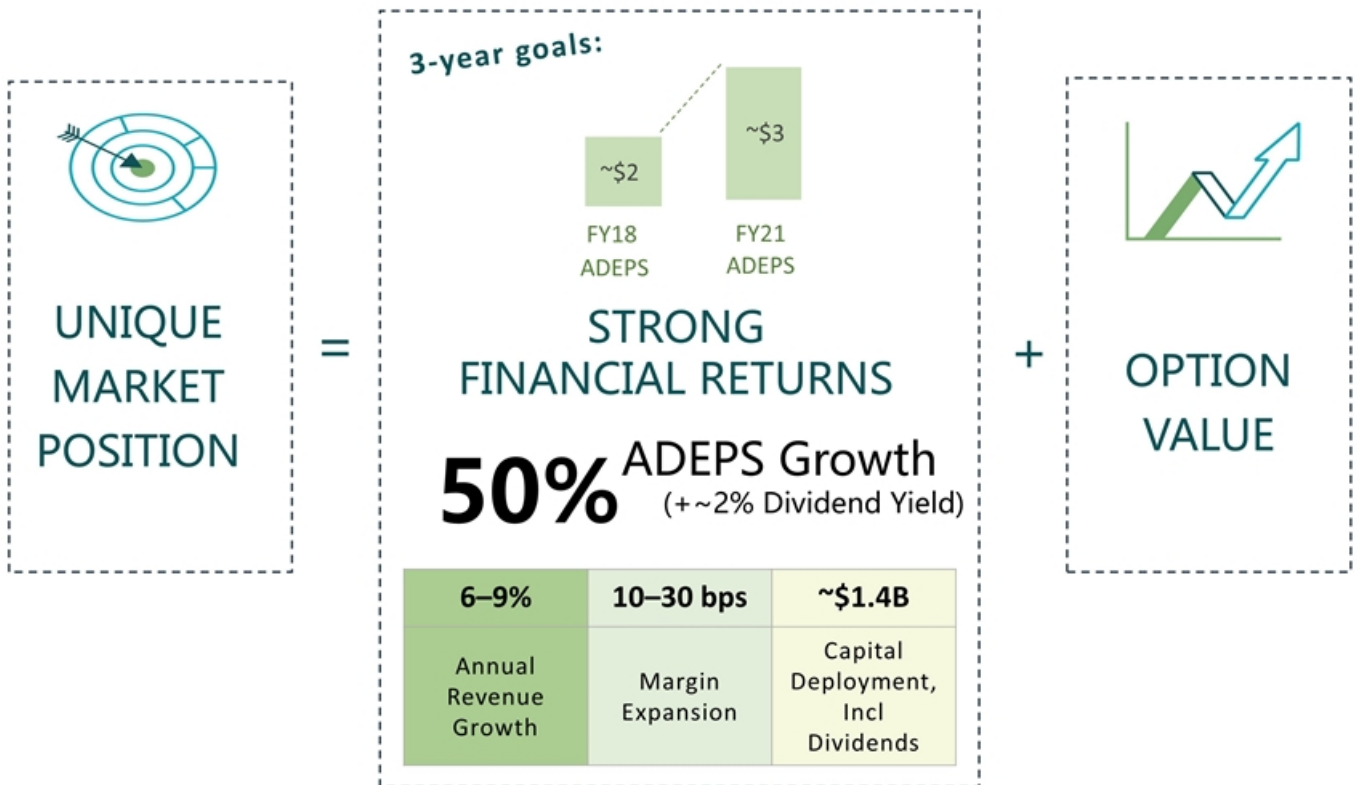 UNIQUE
MARKET
POSITION
=
3-year goals:
~$2
~$3
FY18
ADEPS
FY21
ADEPS
STRONG
FINANCIAL RETURNS
50% ADEPS Growth
(+~2% Dividend Yield)
6–9%
Annual
Revenue
Growth
10–30 bps
Margin
Expansion
~$1.4B
Capital
Deployment,
Incl
Dividends
+
OPTION
VALUE